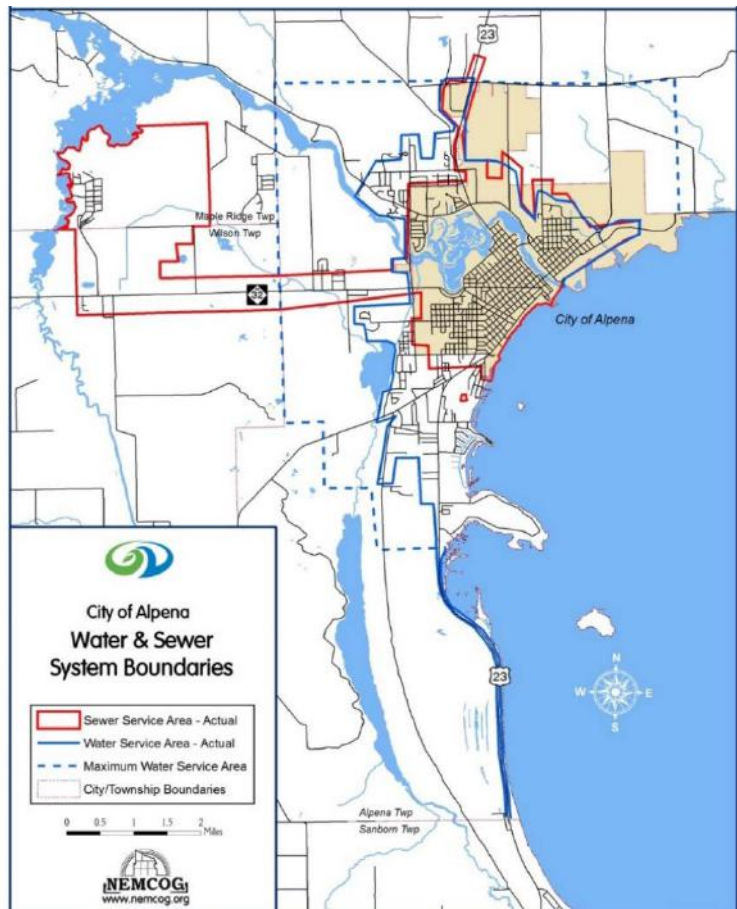 23
Maple Ridge Twp
Wilson Twp
32
City of Alpena
City of Alpena
Water & Sewer
System Boundaries
Sewer Service Area - Actual
Water Service Area - Actual
Maximum Water Service Area
City/Township Boundaries
0 0.5 1 1.5 2
Miles
NEMCOG
www.nemcog.org
23
N
W E
S
Alpena Twp
Sanborn Twp